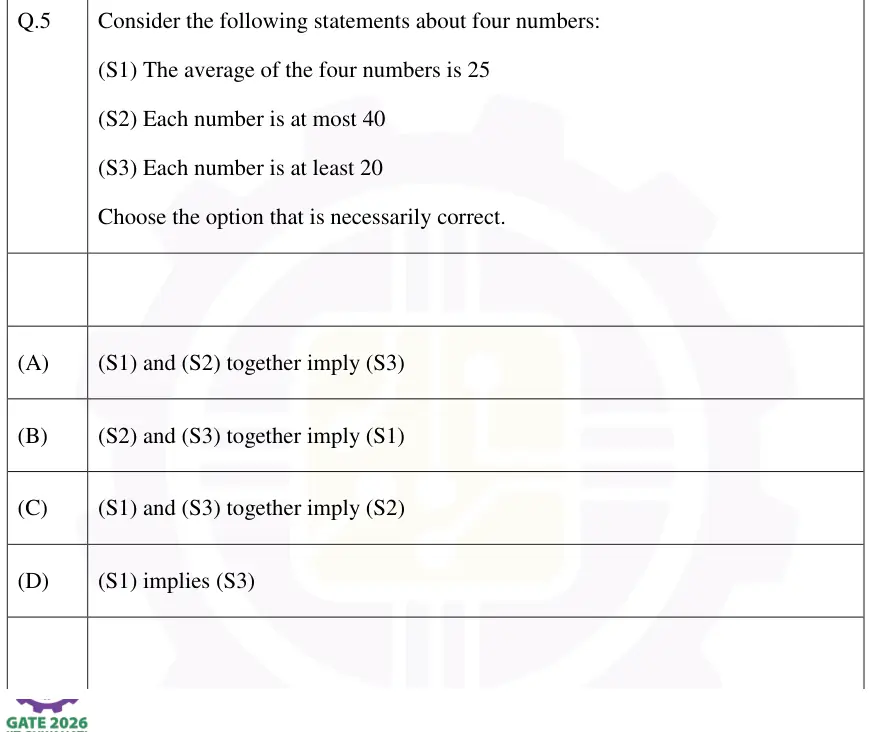 Q.5 Consider the following statements about four numbers:
(S1) The average of the four numbers is 25
(S2) Each number is at most 40
(S3) Each number is at least 20
Choose the option that is necessarily correct.
(A) (S1) and (S2) together imply (S3)
(B) (S2) and (S3) together imply (S1)
(C) (S1) and (S3) together imply (S2)
(D) (S1) implies (S3)
GATE 2026